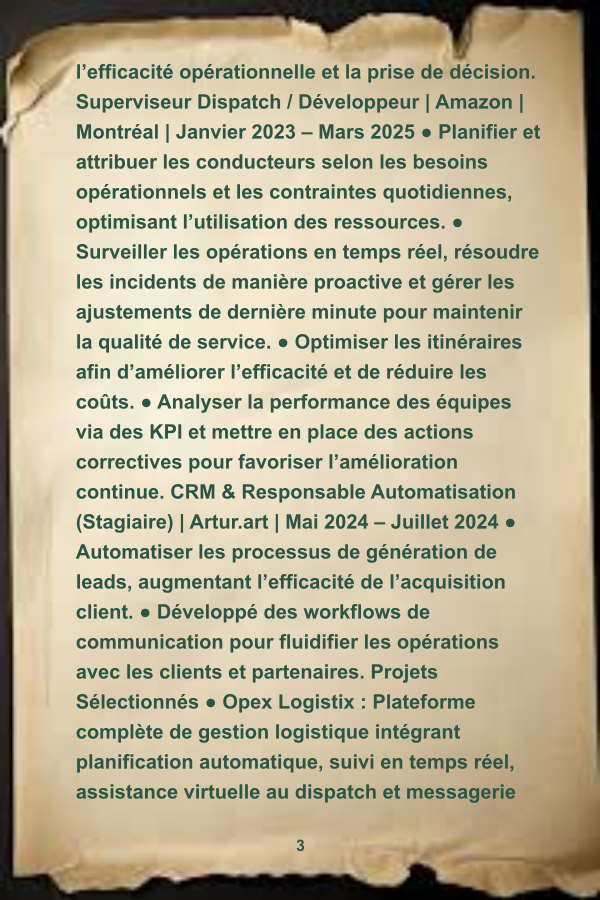 l’efficacité opérationnelle et la prise de décision.
Superviseur Dispatch / Développeur | Amazon |
Montréal | Janvier 2023 – Mars 2025 ● Planifier et
attribuer les conducteurs selon les besoins
opérationnels et les contraintes quotidiennes,
optimisant l’utilisation des ressources. ●
Surveiller les opérations en temps réel, résoudre
les incidents de manière proactive et gérer les
ajustements de dernière minute pour maintenir
la qualité de service. ● Optimiser les itinéraires
afin d’améliorer l’efficacité et de réduire les
coûts. ● Analyser la performance des équipes
via des KPI et mettre en place des actions
correctives pour favoriser l’amélioration
continue. CRM & Responsable Automatisation
(Stagiaire) | Artur.art | Mai 2024 – Juillet 2024 ●
Automatiser les processus de génération de
leads, augmentant l’efficacité de l’acquisition
client. ● Développé des workflows de
communication pour fluidifier les opérations
avec les clients et partenaires. Projets
Sélectionnés ● Opex Logistix : Plateforme
complète de gestion logistique intégrant
planification automatique, suivi en temps réel,
assistance virtuelle au dispatch et messagerie
3